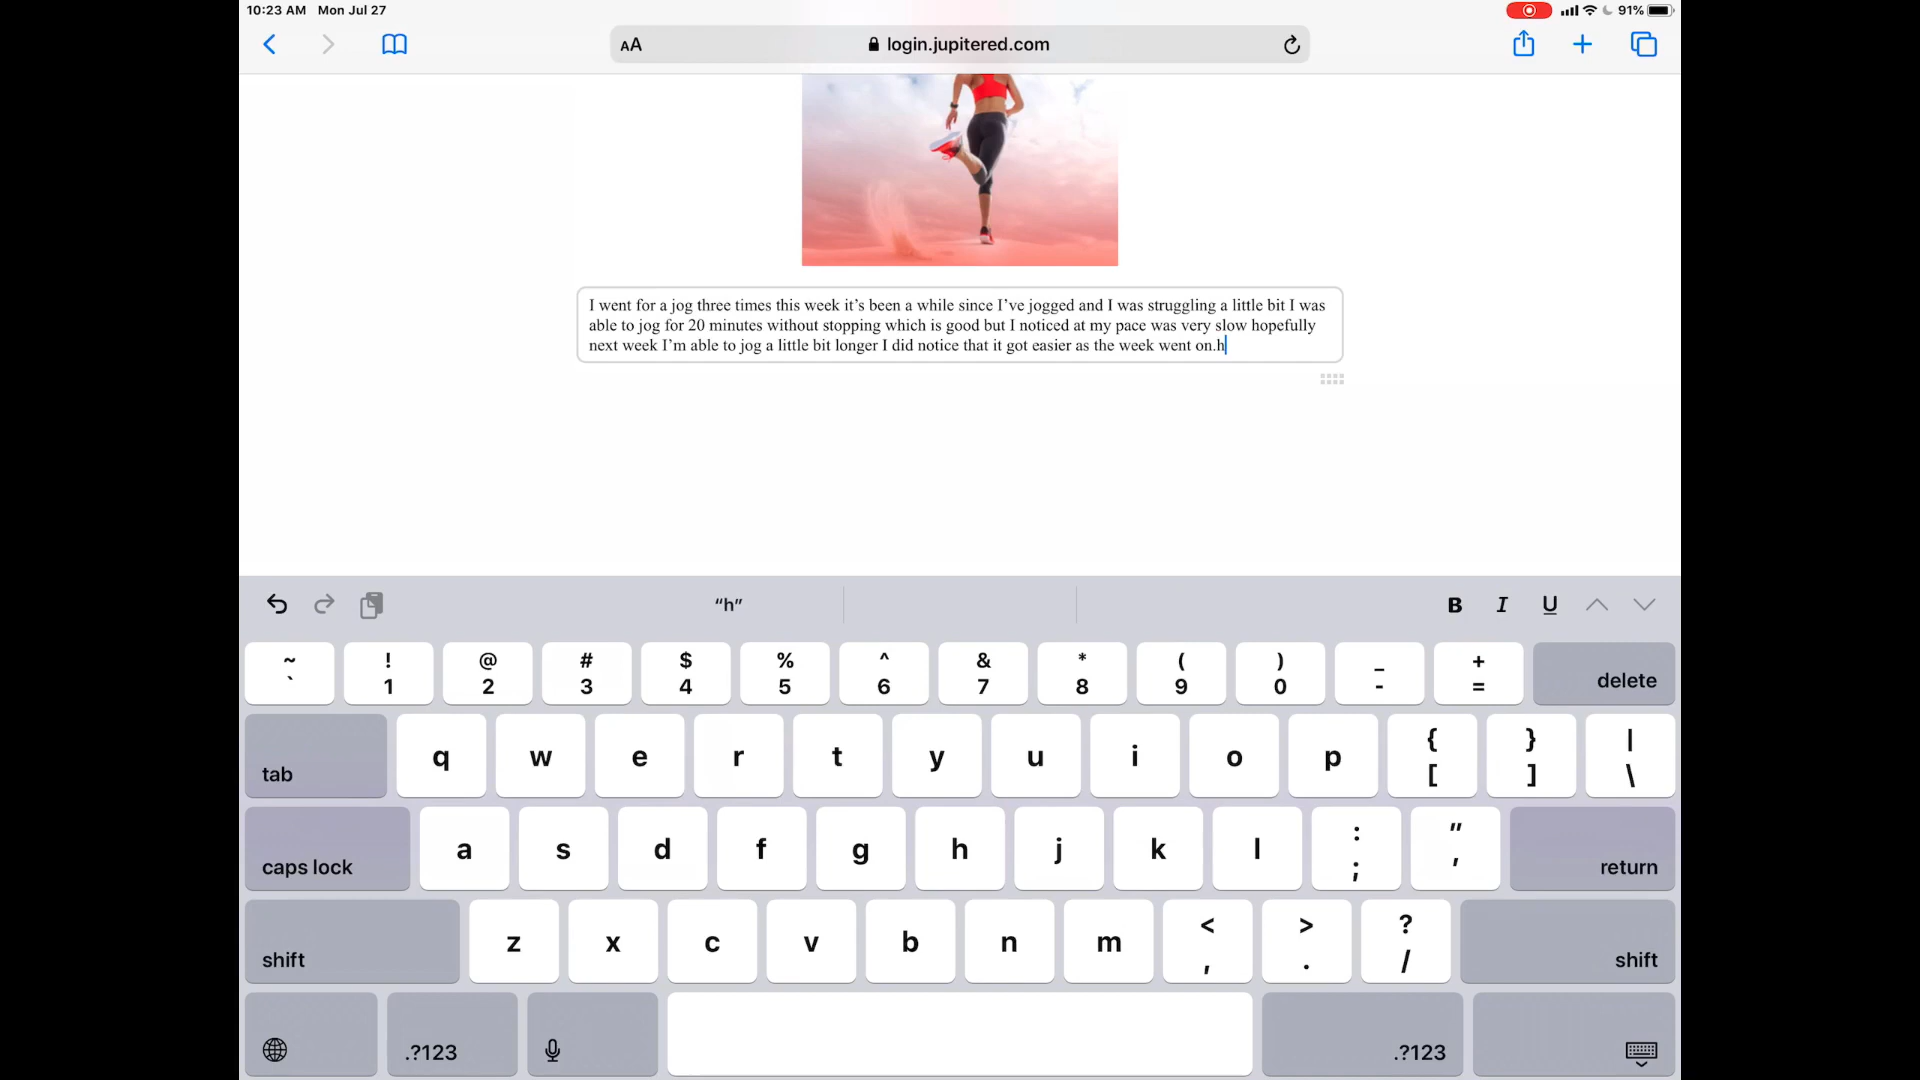 10:23 AM Mon Jul 27 91%
AA login.jupitered.com
I went for a jog three times this week it’s been a while since I’ve jogged and I was struggling a little bit I was
able to jog for 20 minutes without stopping which is good but I noticed at my pace was very slow hopefully
next week I’m able to jog a little bit longer I did notice that it got easier as the week went on.h
“h” B I U
~ ! @ # $ % ^ & * ( ) _ +
` 1 2 3 4 5 6 7 8 9 0 - = delete
tab q w e r t y u i o p { [ } ] | \
caps lock a s d f g h j k l : ; " ' return
shift z x c v b n m < , > . ? / shift
.?123 .?123